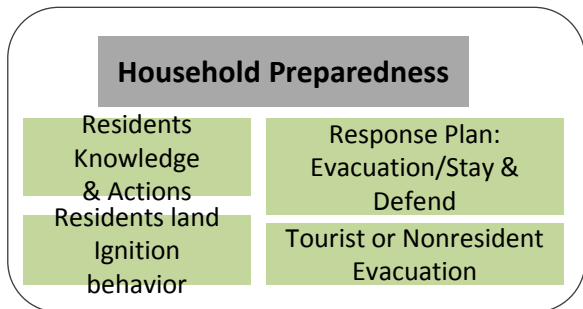 Household Preparedness
Residents
Knowledge
& Actions
Residents land
Ignition
behavior
Response Plan:
Evacuation/Stay &
Defend
Tourist or Nonresident
Evacuation